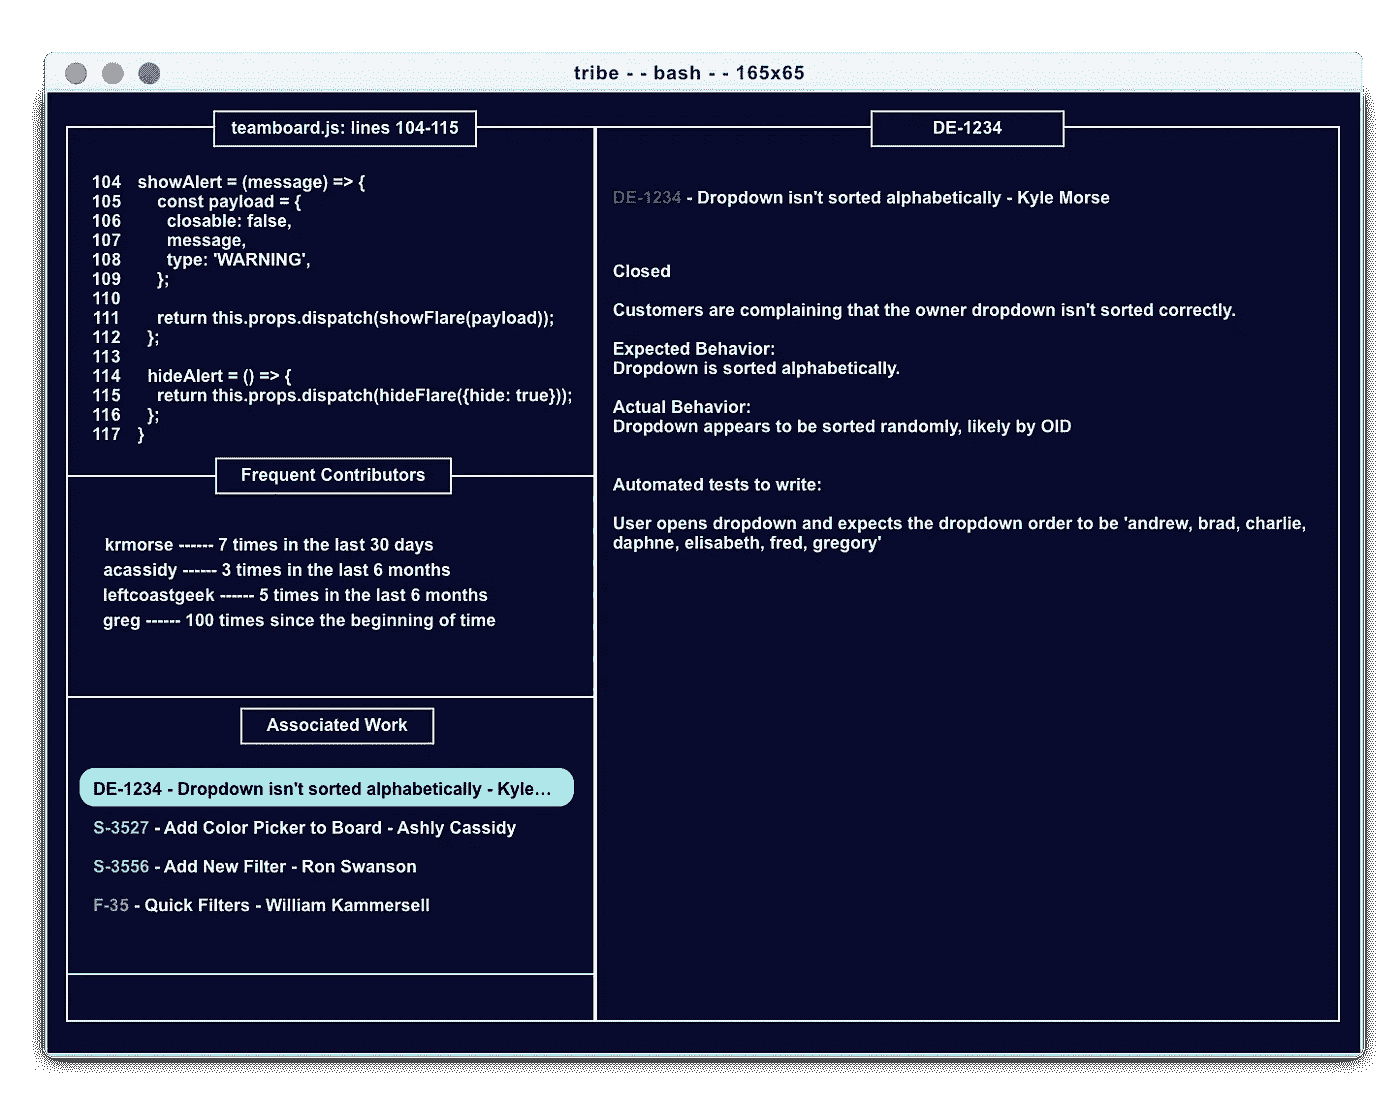 tribe - - bash - - 165x65
teamboard.js: lines 104-115
104 showAlert = (message) => {
105 const payload = {
106 closable: false,
107 message,
108 type: 'WARNING',
109 };
110
111 return this.props.dispatch(showFlare(payload));
112 };
113
114 hideAlert = () => {
115 return this.props.dispatch(hideFlare({hide: true}));
116 };
117 }
Frequent Contributors
krmorse ------ 7 times in the last 30 days
acassidy ------ 3 times in the last 6 months
leftcoastgeek ------ 5 times in the last 6 months
greg ------ 100 times since the beginning of time
Associated Work
DE-1234 - Dropdown isn't sorted alphabetically - Kyle...
S-3527 - Add Color Picker to Board - Ashly Cassidy
S-3556 - Add New Filter - Ron Swanson
F-35 - Quick Filters - William Kammersell
DE-1234
DE-1234 - Dropdown isn't sorted alphabetically - Kyle Morse
Closed
Customers are complaining that the owner dropdown isn't sorted correctly.
Expected Behavior:
Dropdown is sorted alphabetically.
Actual Behavior:
Dropdown appears to be sorted randomly, likely by OID
Automated tests to write:
User opens dropdown and expects the dropdown order to be 'andrew, brad, charlie,
daphne, elisabeth, fred, gregory'